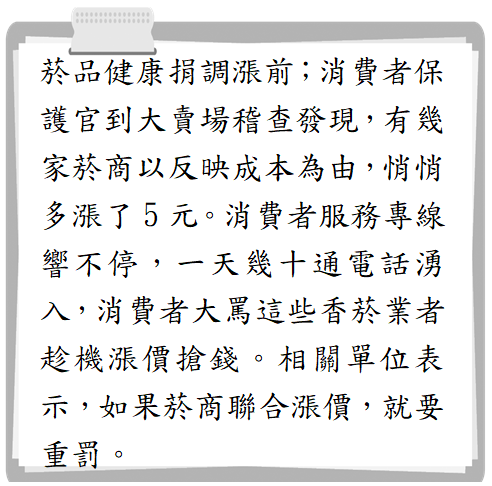 菸品健康捐調漲前；消費者保
護官到大賣場稽查發現，有幾
家菸商以反映成本為由，悄悄
多漲了5元。消費者服務專線
響不停，一天幾十通電話湧
入，消費者大罵這些香菸業者
趁機漲價搶錢。相關單位表
示，如果菸商聯合漲價，就要
重罰。